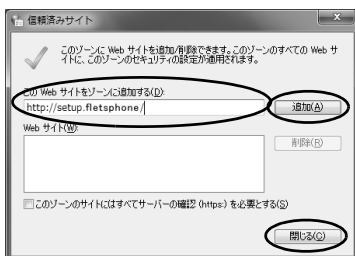 信頼済みサイト
このゾーンに Web サイトを追加/削除できます。このゾーンのすべての Web サ
イトに、このゾーンのセキュリティの設定が適用されます。
この Web サイトをゾーンに追加する(D):
http://setup.fletsphone/
追加(A)
Web サイト(W):
削除(R)
このゾーンのサイトにはすべてサーバーの確認 (https:) を必要とする(S)
閉じる(C)